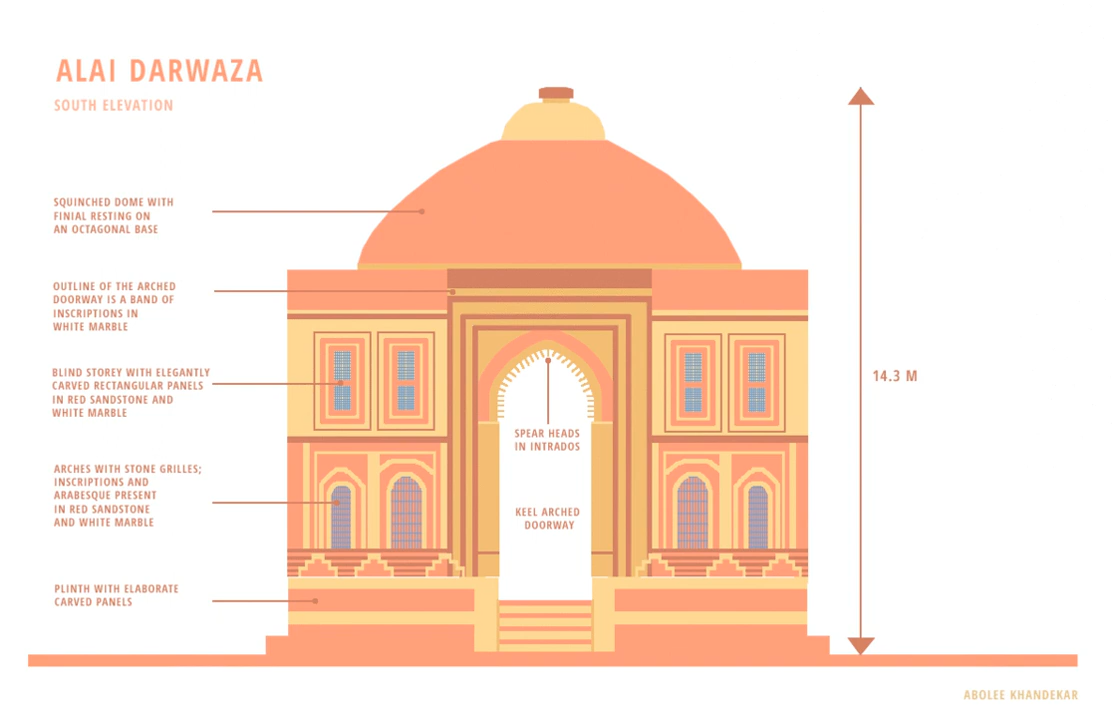 ALAI DARWAZA
SOUTH ELEVATION
SQUINCHED DOME WITH
FINIAL RESTING ON
AN OCTAGONAL BASE
OUTLINE OF THE ARCHED
DOORWAY IS A BAND OF
INSCRIPTIONS IN
WHITE MARBLE
BLIND STOREY WITH ELEGANTLY
CARVED RECTANGULAR PANELS
IN RED SANDSTONE AND
WHITE MARBLE
ARCHES WITH STONE GRILLES;
INSCRIPTIONS AND
ARABESQUE PRESENT
IN RED SANDSTONE
AND WHITE MARBLE
PLINTH WITH ELABORATE
CARVED PANELS
SPEAR HEADS
IN INTRADOS
KEEL ARCHED
DOORWAY
14.3 M
ABOLEE KHANDEKAR